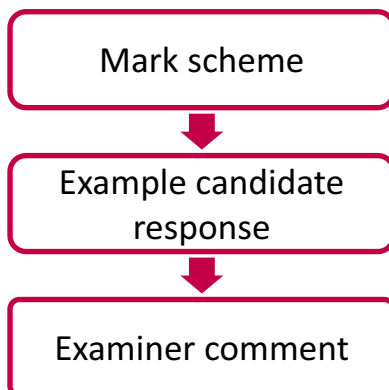 Mark scheme
Example candidate
response
Examiner comment